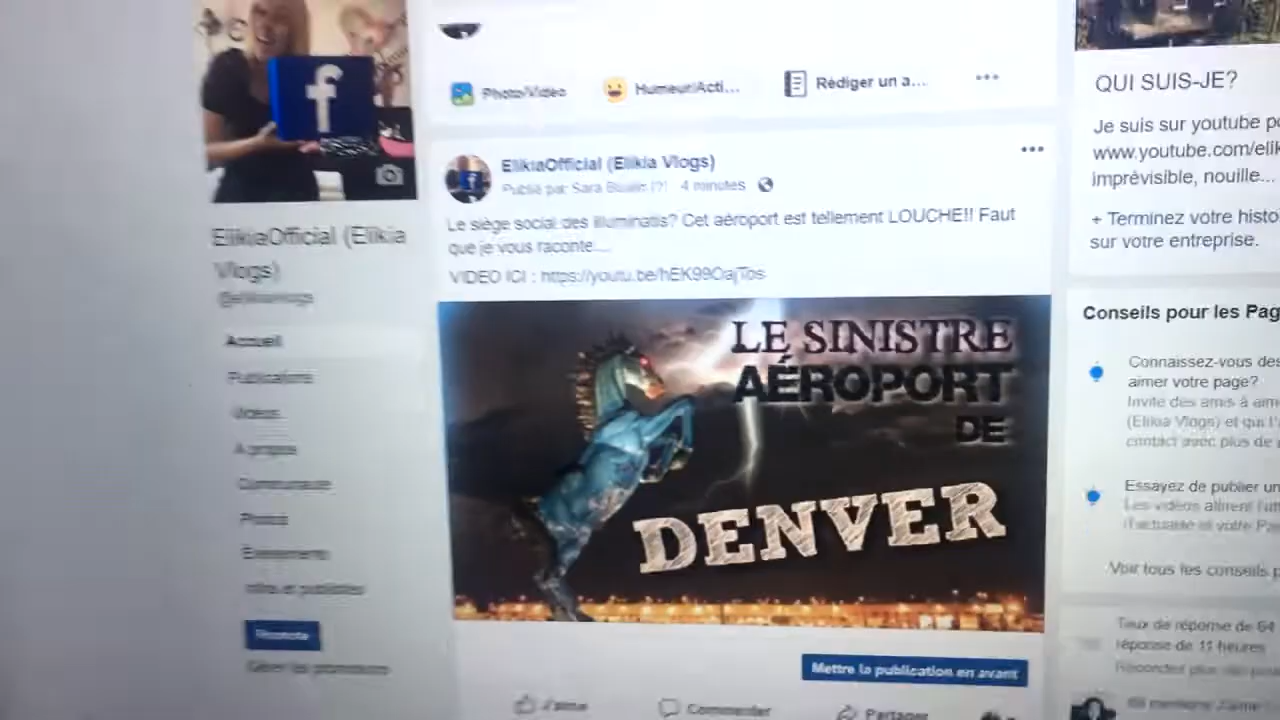 Photo/Vidéo
Humeur/Acti...
Rédiger un a...
ElikiaOfficial (Elikia Vlogs)
Publié par Sara 4 minutes
Le siège social des illuminatis? Cet aéroport est tellement LOUCHE!! Faut
que je vous raconte....
VIDEO ICI : https://youtu.be/hEK99OajTos
LE SINISTRE
AÉROPORT
DE
DENVER
Mettre la publication en avant
J'aime
Commenter
Partager
ElikiaOfficial (Elikia
Vlogs)
Accueil
Publications
Vidéos
À propos
Communauté
Photos
Évènements
Infos et publicités
Gérer les promotions
QUI SUIS-JE?
Je suis sur youtube po
www.youtube.com/elik
imprévisible, nouille...
+ Terminez votre histo
sur votre entreprise.
Conseils pour les Pag
Connaissez-vous des
aimer votre page?
Invite des amis à aim
(Elikia Vlogs) et qui l'a
contact avec plus de
Essayez de publier un
Les vidéos attirent l'att
d'actualité et votre Pa
Voir tous les conseils p
Taux de réponse de 64
réponse de 11 heures